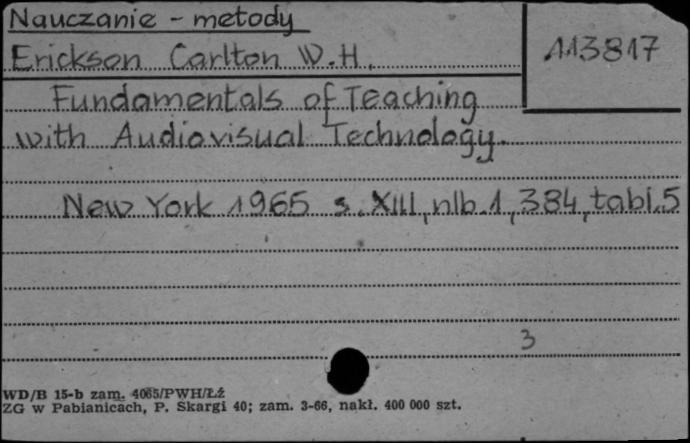 Nauczanie - metody
Erickson Carlton W.H.
113817
Fundamentals of Teaching
with Audiovisual Technology.
New York 1965 s. XIII, nlb. 1, 384, tabl. 5
3
WD/B 15-b zam. 4065/PWH/Łź
ZG w Pabianicach, P. Skargi 40; zam. 3-66, nakł. 400 000 szt.